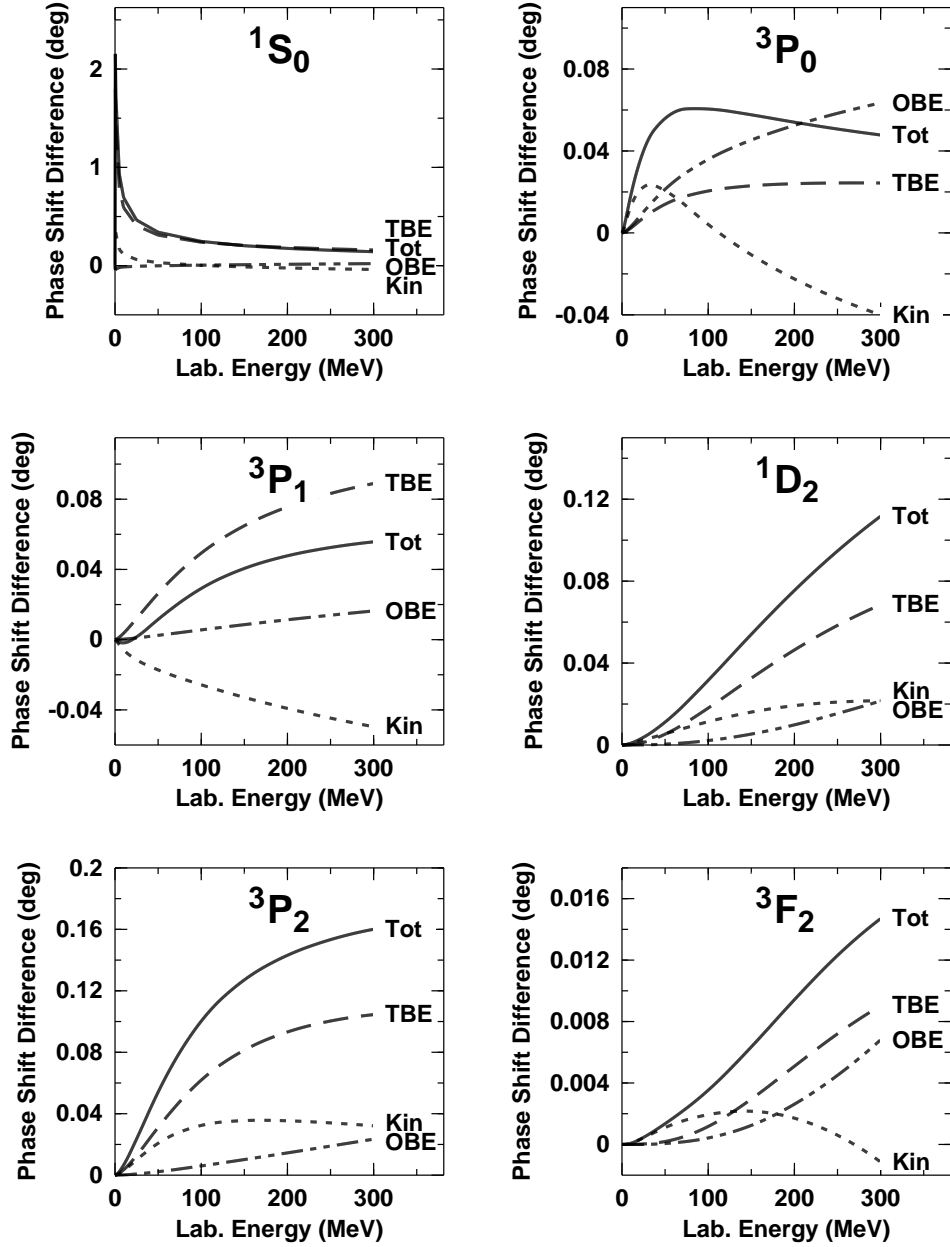 ¹S₀
Phase Shift Difference (deg)
2
1
0
TBE
Tot
OBE
Kin
0 100 200 300
Lab. Energy (MeV)
³P₀
Phase Shift Difference (deg)
0.08
0.04
0
-0.04
OBE
Tot
TBE
Kin
0 100 200 300
Lab. Energy (MeV)
³P₁
Phase Shift Difference (deg)
0.08
0.04
0
-0.04
TBE
Tot
OBE
Kin
0 100 200 300
Lab. Energy (MeV)
¹D₂
Phase Shift Difference (deg)
0.12
0.08
0.04
0
Tot
TBE
Kin
OBE
0 100 200 300
Lab. Energy (MeV)
³P₂
Phase Shift Difference (deg)
0.2
0.16
0.12
0.08
0.04
0
Tot
TBE
Kin
OBE
0 100 200 300
Lab. Energy (MeV)
³F₂
Phase Shift Difference (deg)
0.016
0.012
0.008
0.004
0
Tot
TBE
OBE
Kin
0 100 200 300
Lab. Energy (MeV)